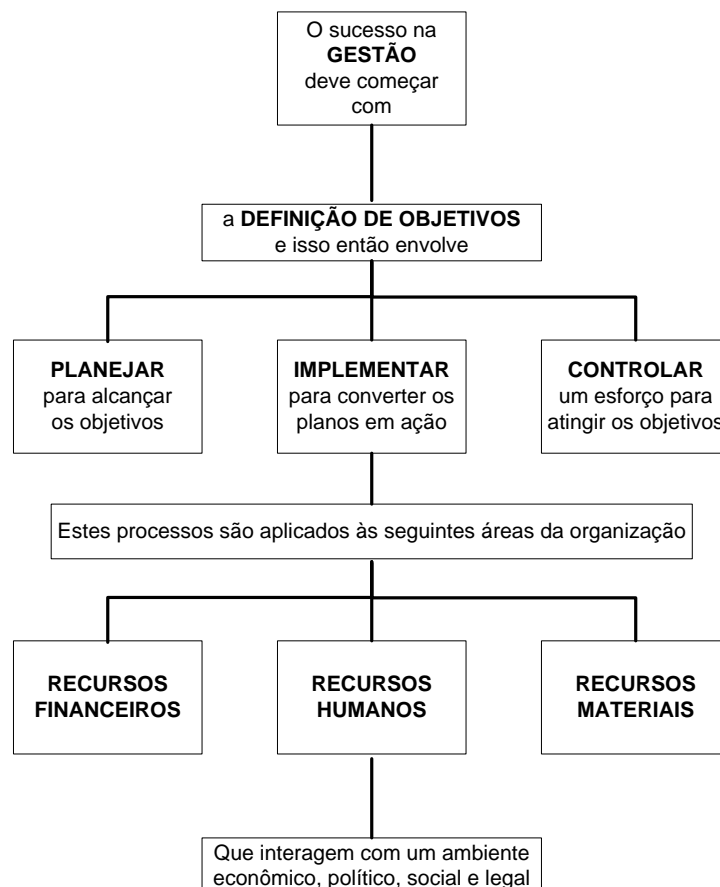 O sucesso na
GESTÃO
deve começar
com
a DEFINIÇÃO DE OBJETIVOS
e isso então envolve
PLANEJAR
para alcançar
os objetivos
IMPLEMENTAR
para converter os
planos em ação
CONTROLAR
um esforço para
atingir os objetivos
Estes processos são aplicados às seguintes áreas da organização
RECURSOS
FINANCEIROS
RECURSOS
HUMANOS
RECURSOS
MATERIAIS
Que interagem com um ambiente
econômico, político, social e legal